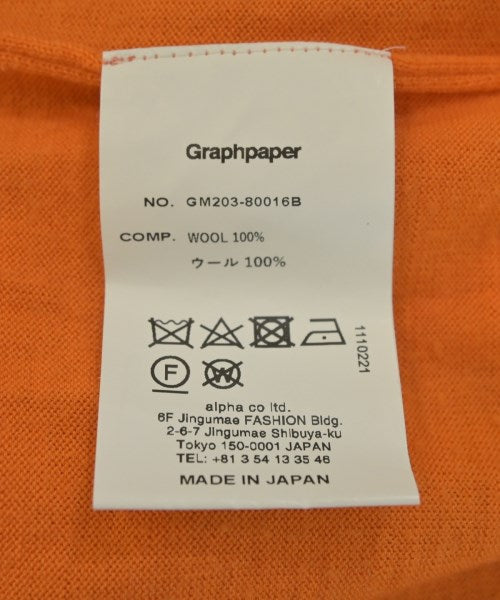 Graphpaper
NO. GM203-80016B
COMP. WOOL 100%
ウール 100%
1110221
F W
alpha co ltd.
6F Jingumae FASHION Bldg.
2-6-7 Jingumae Shibuya-ku
Tokyo 150-0001 JAPAN
TEL: +81 3 54 13 35 46
MADE IN JAPAN